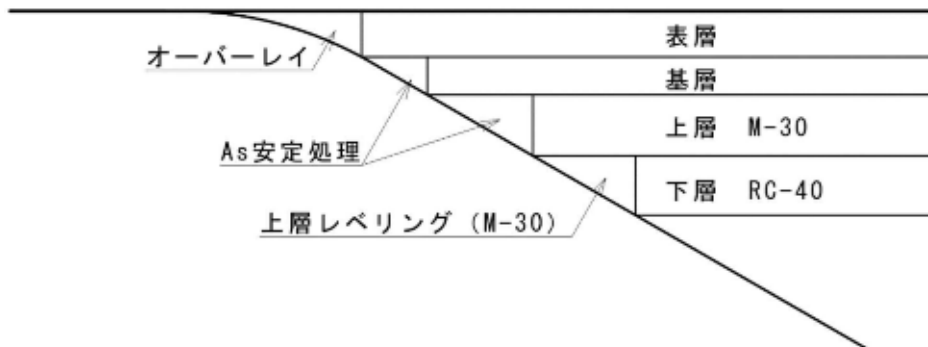 表層
オーバーレイ
基層
上層 M-30
As安定処理
下層 RC-40
上層レベリング（M-30）